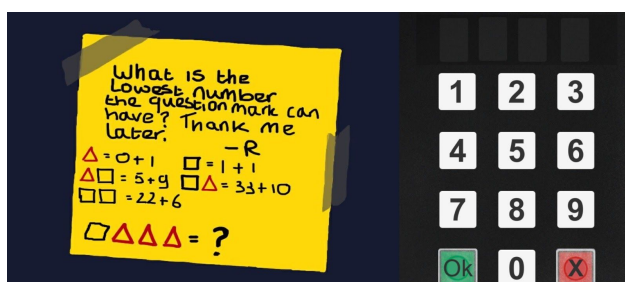 What is the
Lowest number
the question mark can
have? Thank me
later.
-R
△ = 0+1 □ = 1+1
△□ = 5+9 □△ = 33+10
□□ = 22+6
□△△△ = ?
1 2 3
4 5 6
7 8 9
Ok 0 X